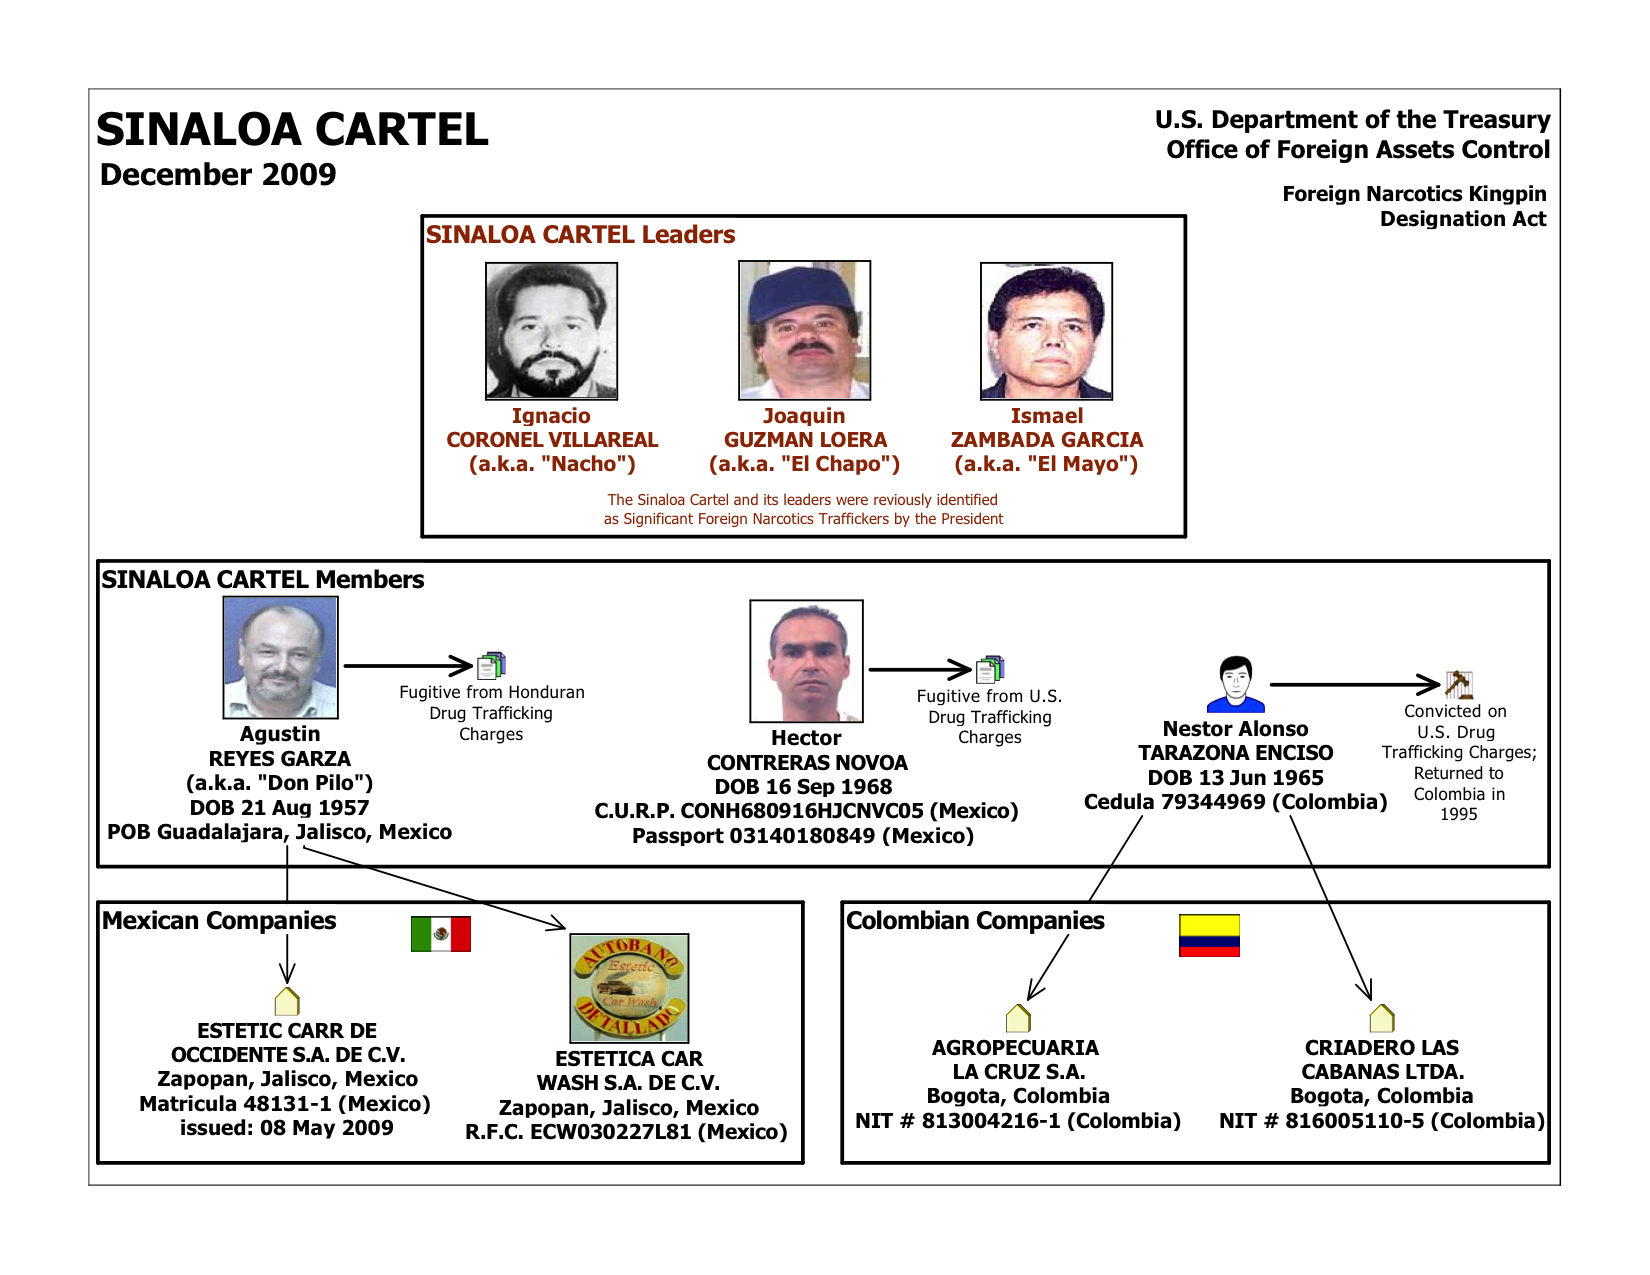 SINALOA CARTEL
December 2009
U.S. Department of the Treasury
Office of Foreign Assets Control
Foreign Narcotics Kingpin
Designation Act
SINALOA CARTEL Leaders
Ignacio
CORONEL VILLAREAL
(a.k.a. "Nacho")
Joaquin
GUZMAN LOERA
(a.k.a. "El Chapo")
Ismael
ZAMBADA GARCIA
(a.k.a. "El Mayo")
The Sinaloa Cartel and its leaders were reviously identified
as Significant Foreign Narcotics Traffickers by the President
SINALOA CARTEL Members
Agustin
REYES GARZA
(a.k.a. "Don Pilo")
DOB 21 Aug 1957
POB Guadalajara, Jalisco, Mexico
Fugitive from Honduran
Drug Trafficking
Charges
Hector
CONTRERAS NOVOA
DOB 16 Sep 1968
C.U.R.P. CONH680916HJCNVC05 (Mexico)
Passport 03140180849 (Mexico)
Fugitive from U.S.
Drug Trafficking
Charges
Nestor Alonso
TARAZONA ENCISO
DOB 13 Jun 1965
Cedula 79344969 (Colombia)
Convicted on
U.S. Drug
Trafficking Charges;
Returned to
Colombia in
1995
Mexican Companies
ESTETIC CARR DE
OCCIDENTE S.A. DE C.V.
Zapopan, Jalisco, Mexico
Matricula 48131-1 (Mexico)
issued: 08 May 2009
AUTOBANO
Estetic
Car Wash
DETALLADO
ESTETICA CAR
WASH S.A. DE C.V.
Zapopan, Jalisco, Mexico
R.F.C. ECW030227L81 (Mexico)
Colombian Companies
AGROPECUARIA
LA CRUZ S.A.
Bogota, Colombia
NIT # 813004216-1 (Colombia)
CRIADERO LAS
CABANAS LTDA.
Bogota, Colombia
NIT # 816005110-5 (Colombia)